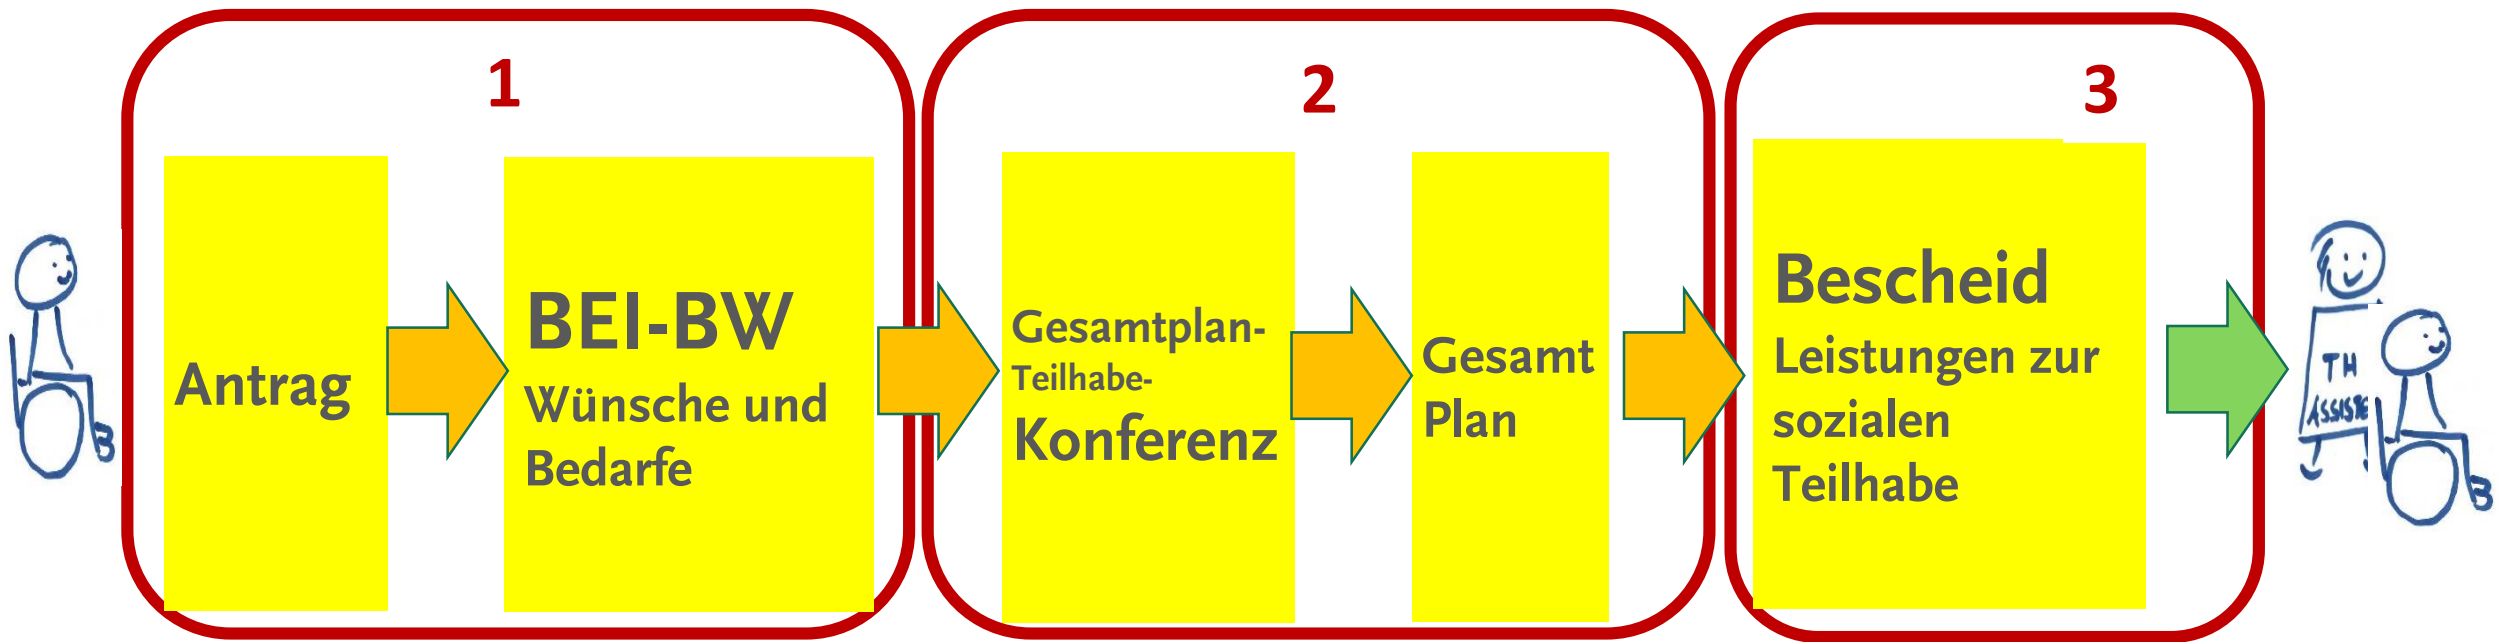 1
Antrag
BEI-BW
Wünsche und
Bedarfe
2
Gesamtplan-
Teilhabe-
Konferenz
Gesamt
Plan
3
Bescheid
Leistungen zur
sozialen
Teilhabe
TH